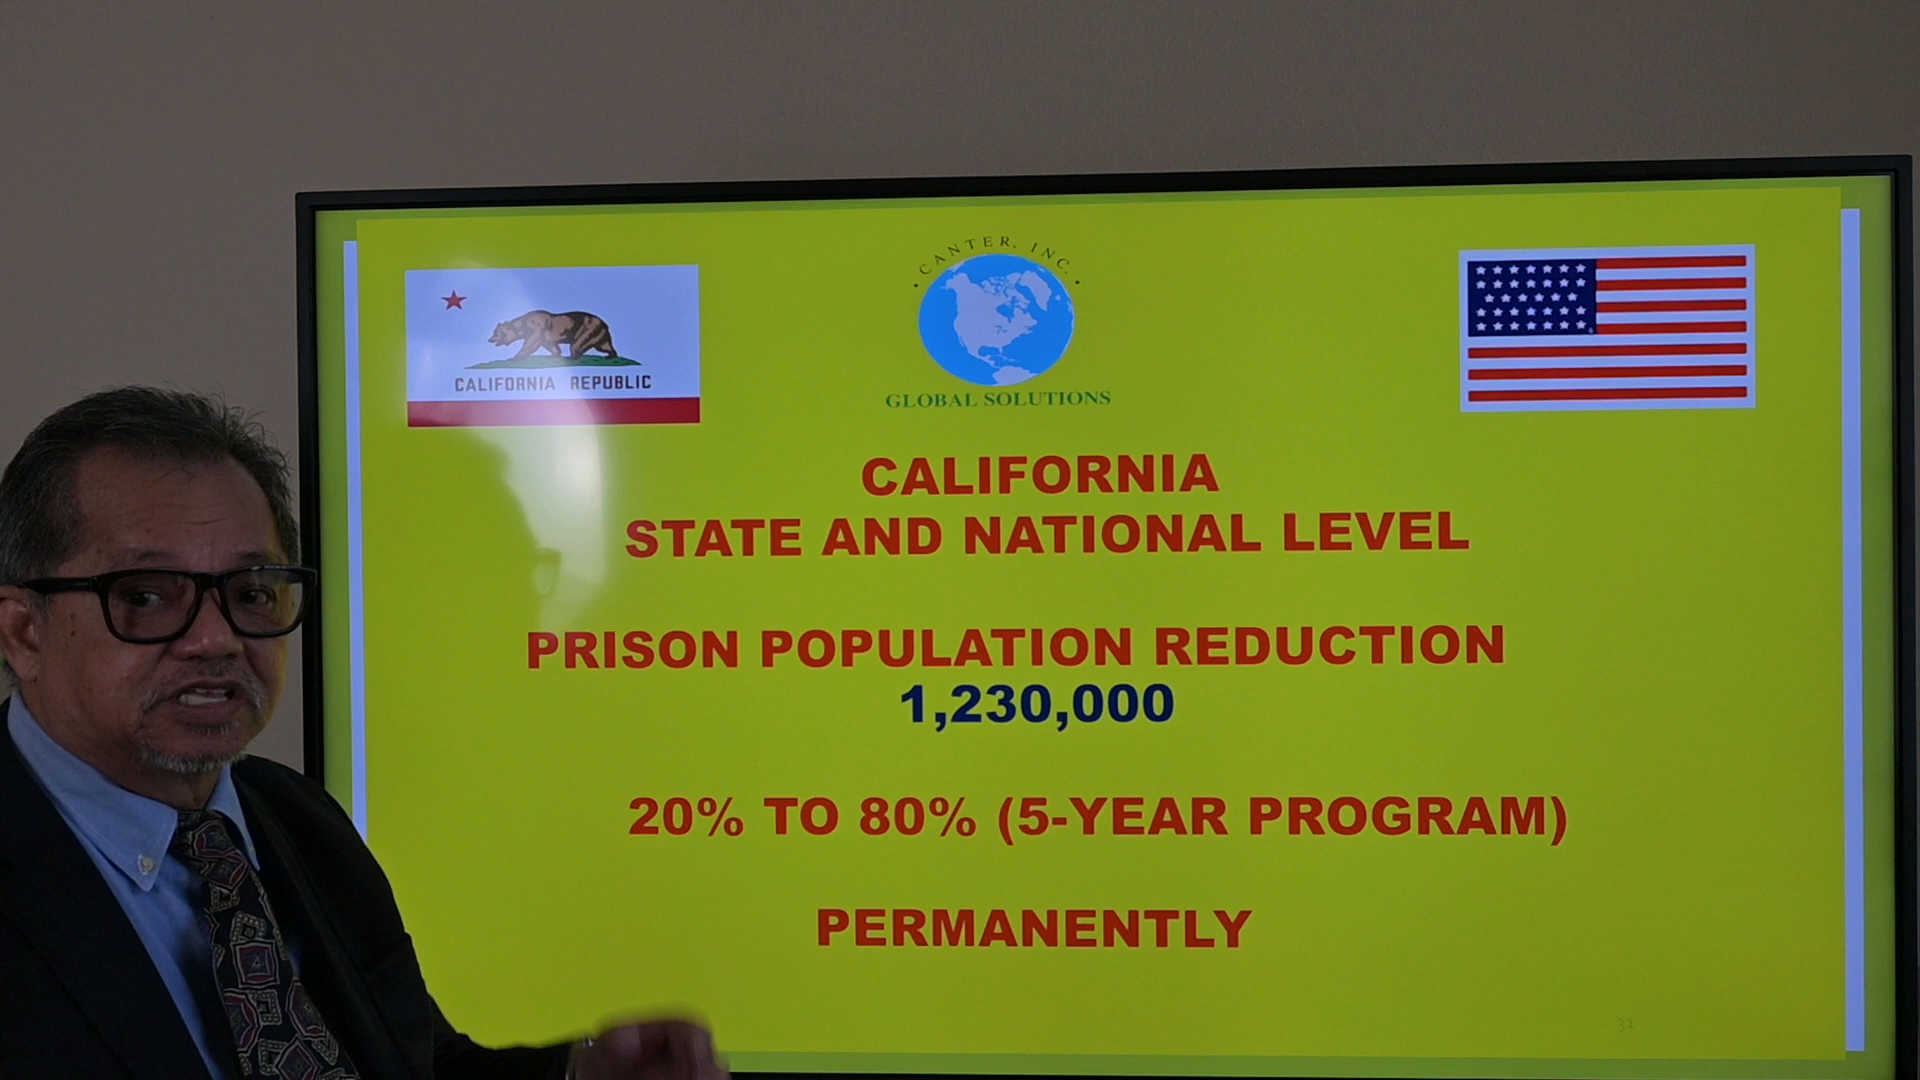 CANTER, INC.
GLOBAL SOLUTIONS
CALIFORNIA REPUBLIC
CALIFORNIA
STATE AND NATIONAL LEVEL
PRISON POPULATION REDUCTION
1,230,000
20% TO 80% (5-YEAR PROGRAM)
PERMANENTLY